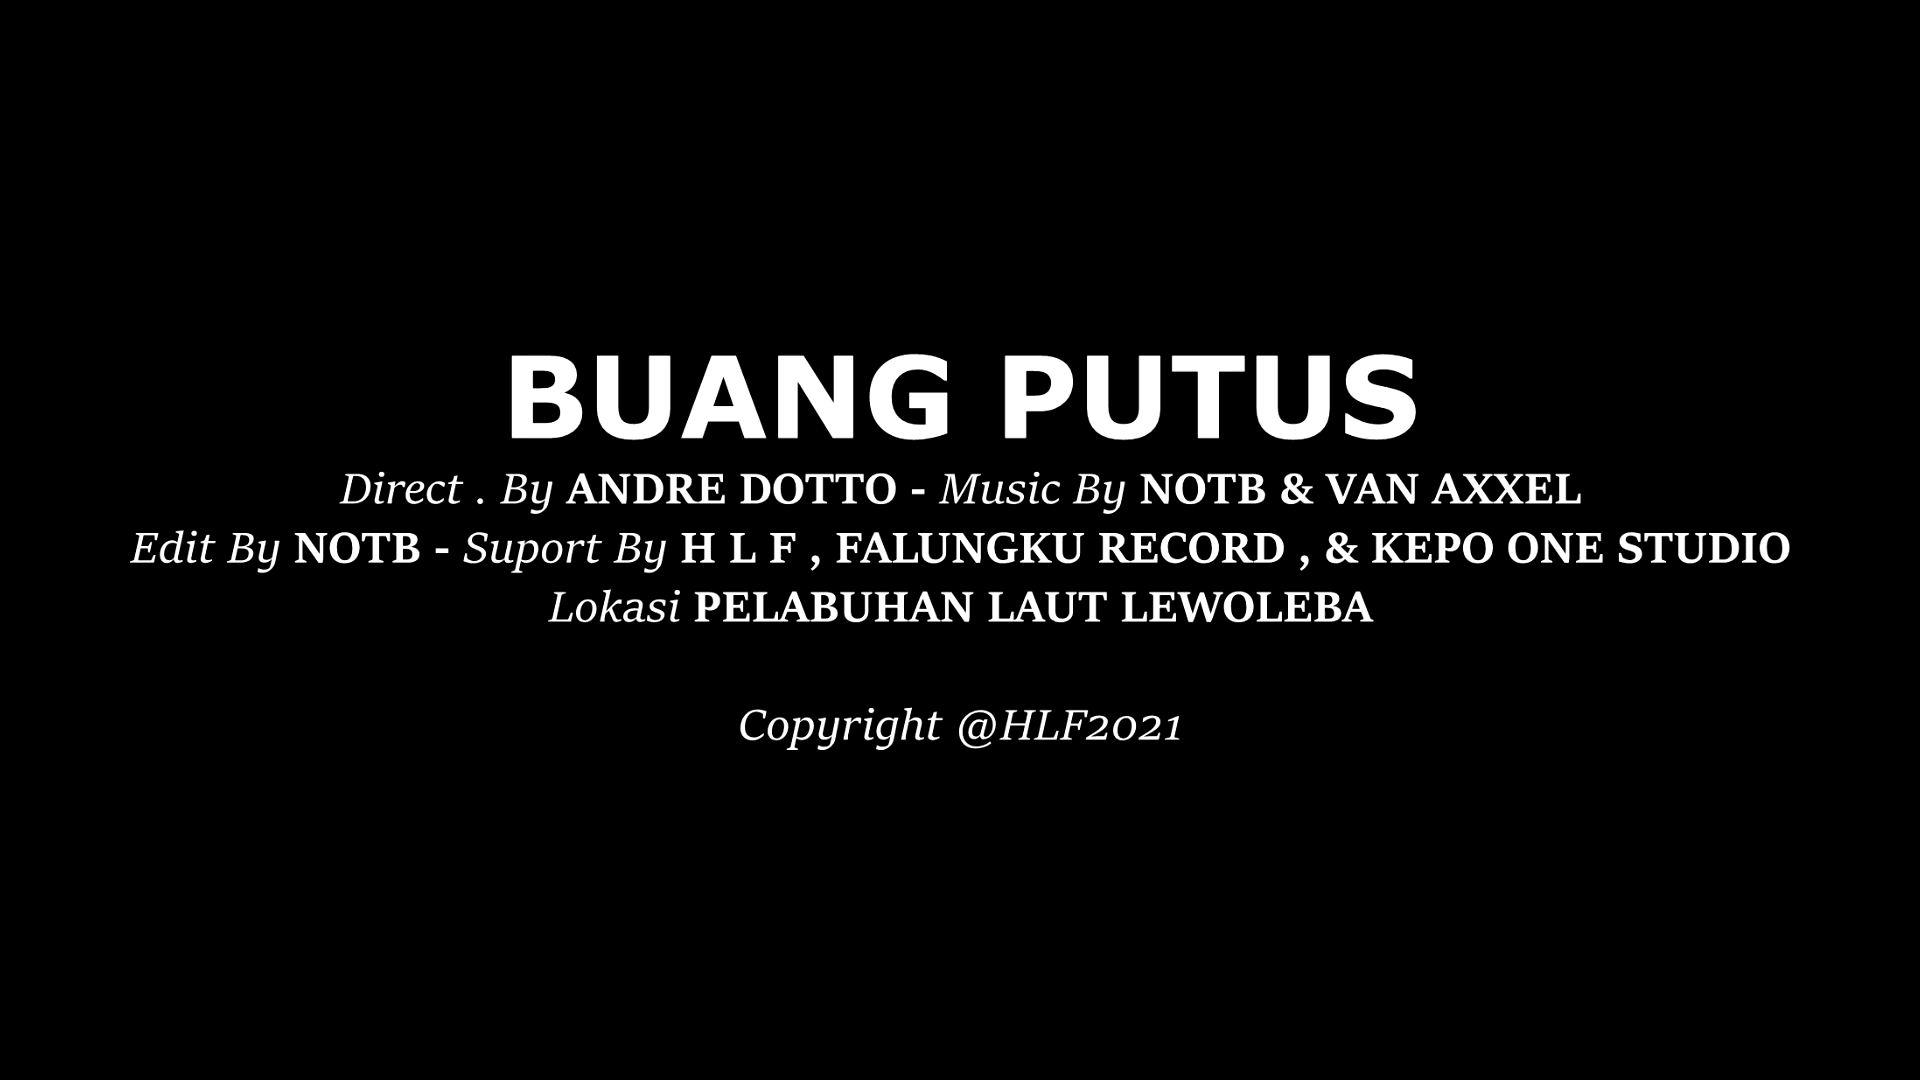 BUANG PUTUS
Direct . By ANDRE DOTTO - Music By NOTB & VAN AXXEL
Edit By NOTB - Suport By H L F , FALUNGKU RECORD , & KEPO ONE STUDIO
Lokasi PELABUHAN LAUT LEWOLEBA
Copyright @HLF2021